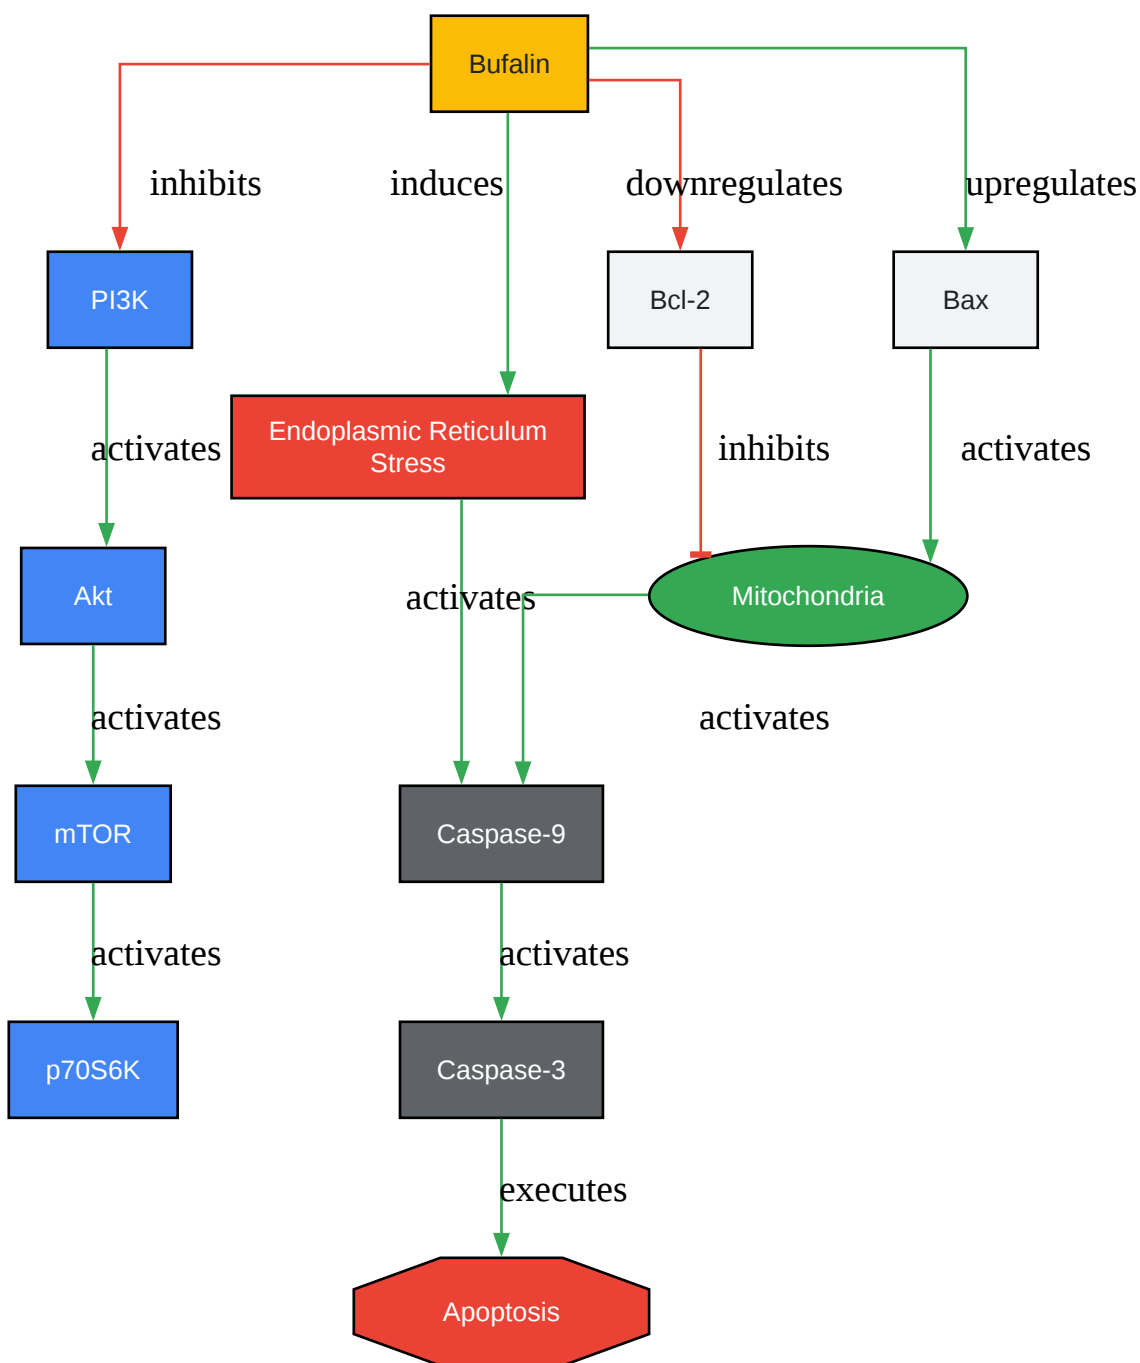 Bufalin
inhibits
induces
downregulates
upregulates
PI3K
Bcl-2
Bax
activates
Endoplasmic Reticulum
Stress
inhibits
activates
Akt
activates
Mitochondria
activates
activates
mTOR
Caspase-9
activates
activates
p70S6K
Caspase-3
executes
Apoptosis